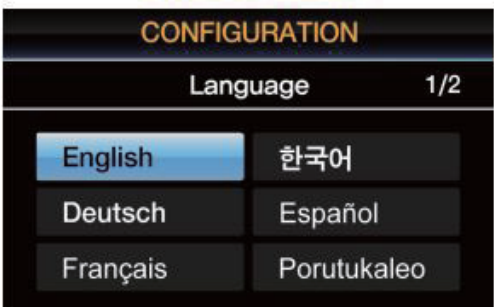 CONFIGURATION
Language 1/2
English 한국어
Deutsch Español
Français Porutukaleo